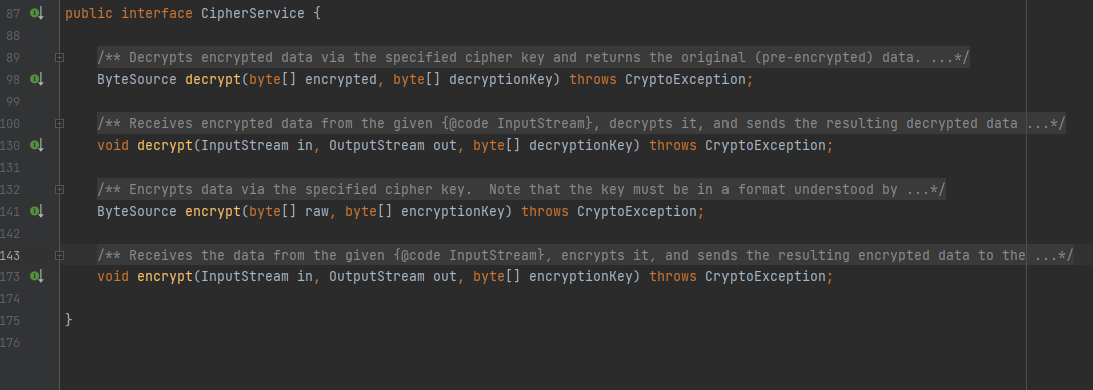 87 public interface CipherService {
88
89 /** Decrypts encrypted data via the specified cipher key and returns the original (pre-encrypted) data. ...*/
98 ByteSource decrypt(byte[] encrypted, byte[] decryptionKey) throws CryptoException;
99
100 /** Receives encrypted data from the given {@code InputStream}, decrypts it, and sends the resulting decrypted data ...*/
130 void decrypt(InputStream in, OutputStream out, byte[] decryptionKey) throws CryptoException;
131
132 /** Encrypts data via the specified cipher key.  Note that the key must be in a format understood by ...*/
141 ByteSource encrypt(byte[] raw, byte[] encryptionKey) throws CryptoException;
142
143 /** Receives the data from the given {@code InputStream}, encrypts it, and sends the resulting encrypted data to the ...*/
173 void encrypt(InputStream in, OutputStream out, byte[] encryptionKey) throws CryptoException;
174
175 }
176